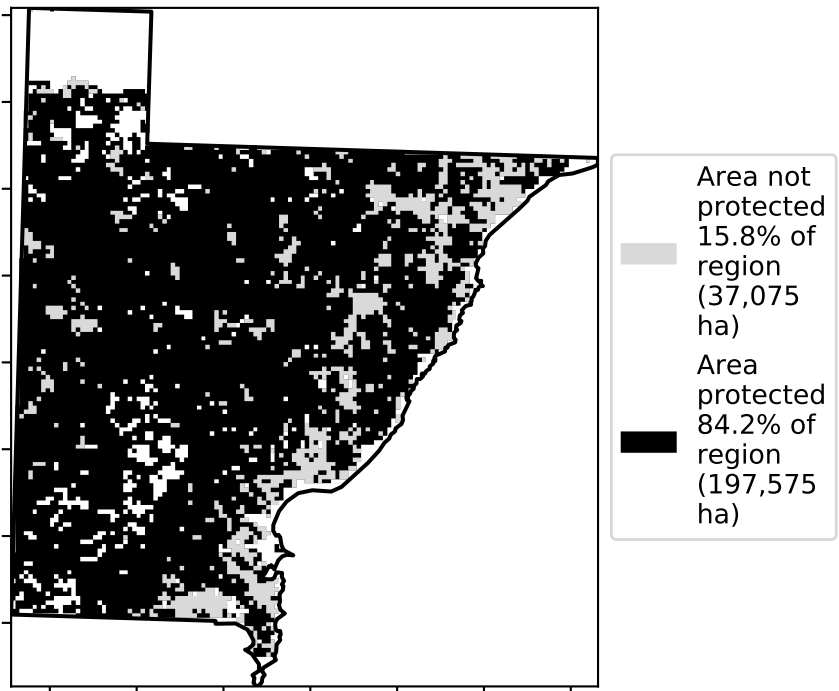 Area not
protected
15.8% of
region
(37,075
ha)
Area
protected
84.2% of
region
(197,575
ha)